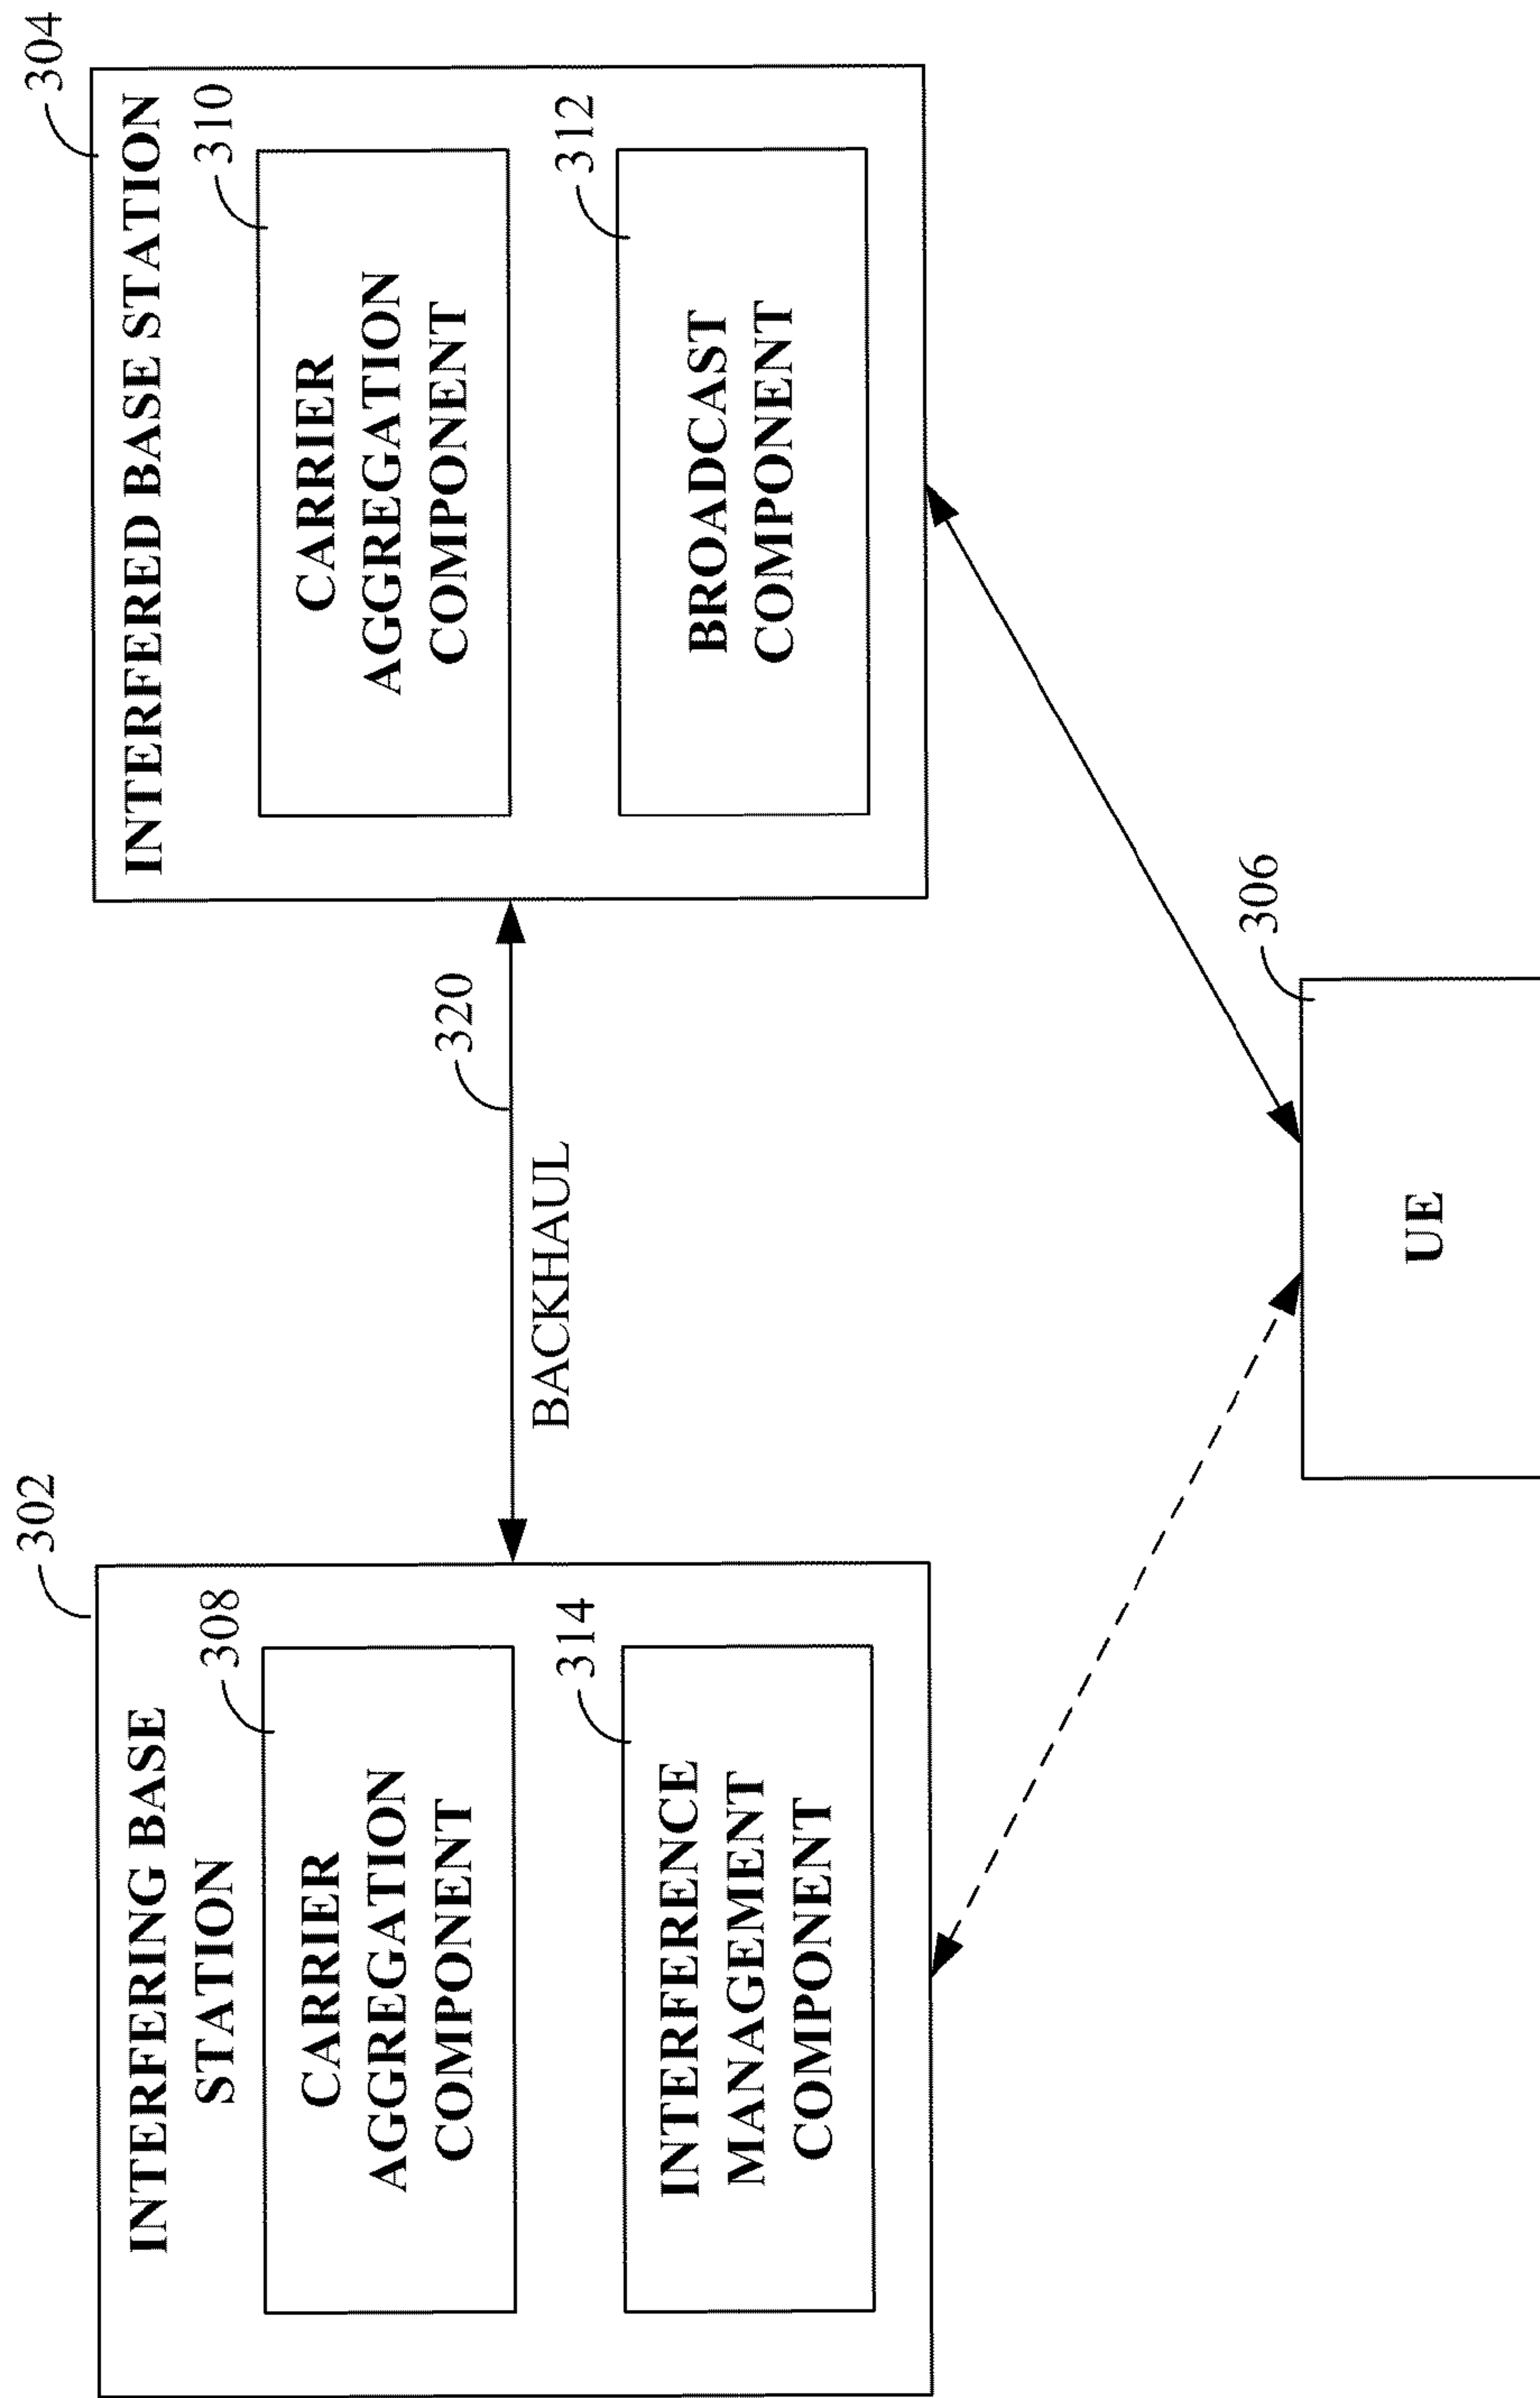 302
INTERFERING BASE
STATION
308
CARRIER
AGGREGATION
COMPONENT
314
INTERFERENCE
MANAGEMENT
COMPONENT
320
BACKHAUL
304
INTERFERED BASE STATION
310
CARRIER
AGGREGATION
COMPONENT
312
BROADCAST
COMPONENT
306
UE